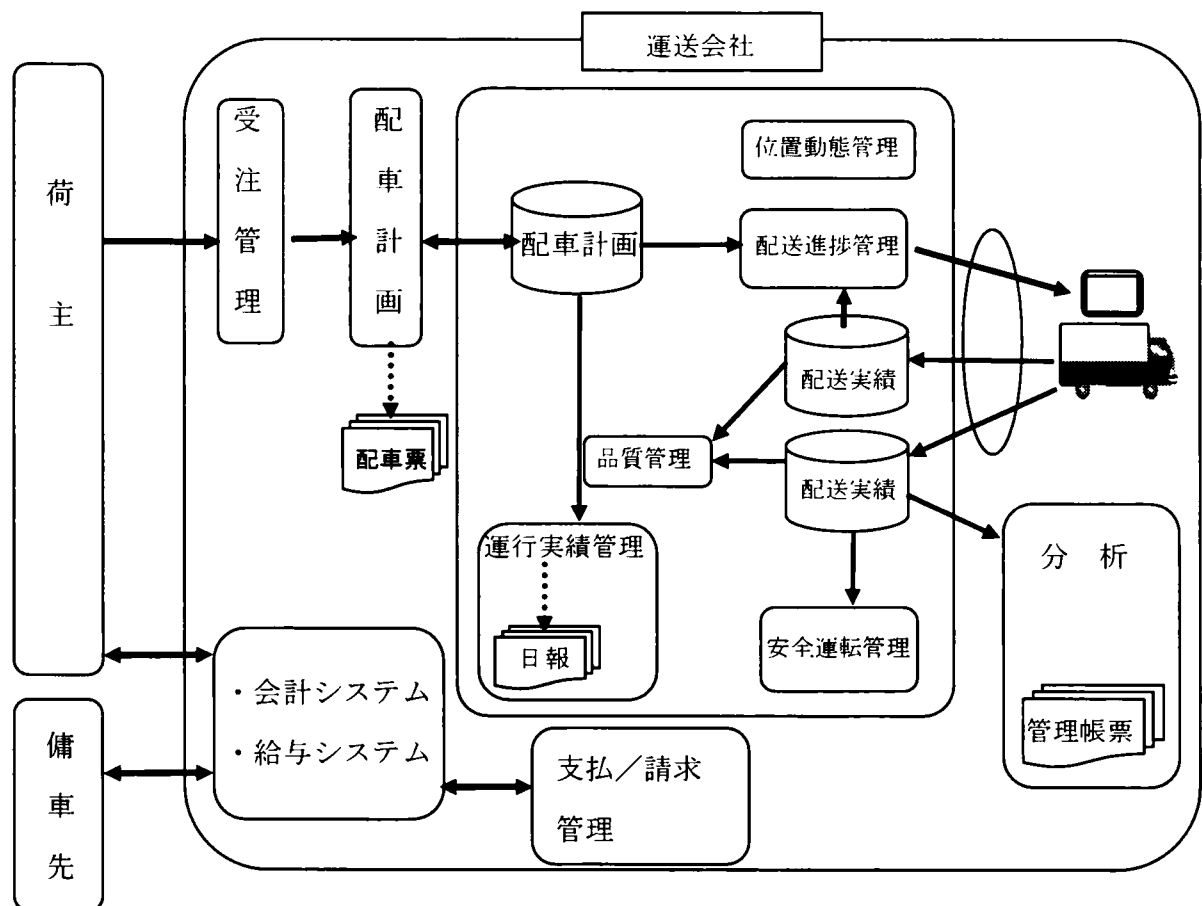 運送会社
荷主
受注管理
配車計画
配車票
配車計画
位置動態管理
配送進捗管理
配送実績
品質管理
配送実績
運行実績管理
日報
安全運転管理
分析
管理帳票
・会計システム
・給与システム
支払／請求
管理
傭車先